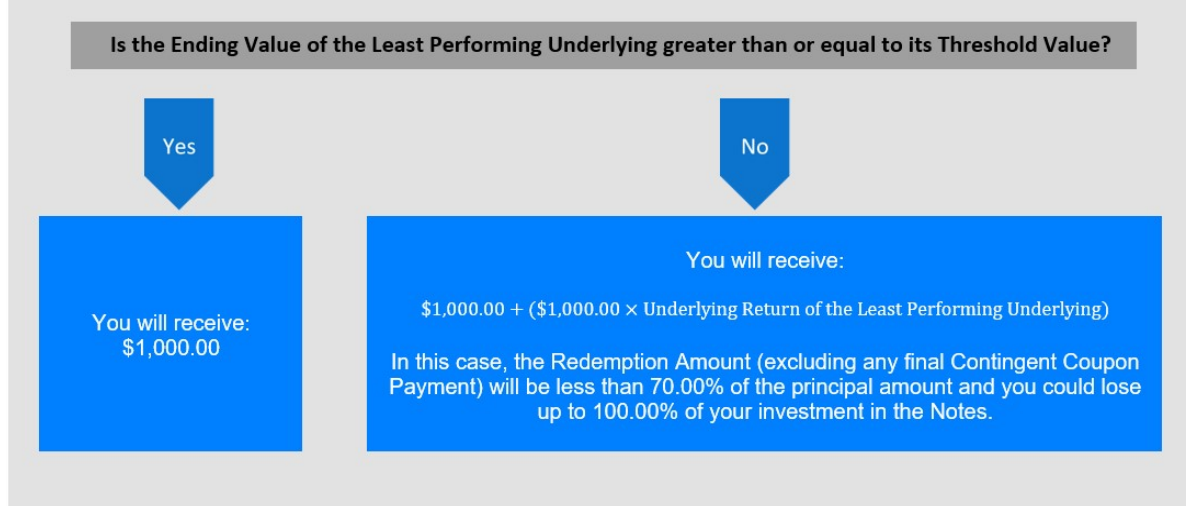 Is the Ending Value of the Least Performing Underlying greater than or equal to its Threshold Value?
Yes
No
You will receive:
$1,000.00
You will receive:
$1,000.00 + ($1,000.00 × Underlying Return of the Least Performing Underlying)
In this case, the Redemption Amount (excluding any final Contingent Coupon
Payment) will be less than 70.00% of the principal amount and you could lose
up to 100.00% of your investment in the Notes.